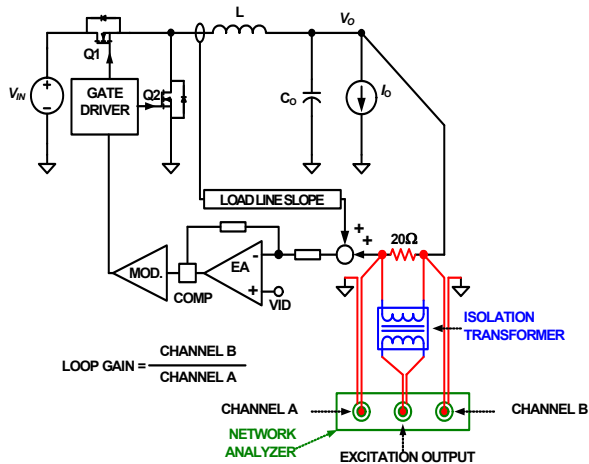 L
VO
Q1
VIN
GATE
DRIVER
Q2
CO
IO
LOAD LINE SLOPE
+
+
20Ω
MOD.
COMP
EA
-
+
VID
ISOLATION
TRANSFORMER
LOOP GAIN = CHANNEL B
CHANNEL A
CHANNEL A
CHANNEL B
NETWORK
ANALYZER
EXCITATION OUTPUT